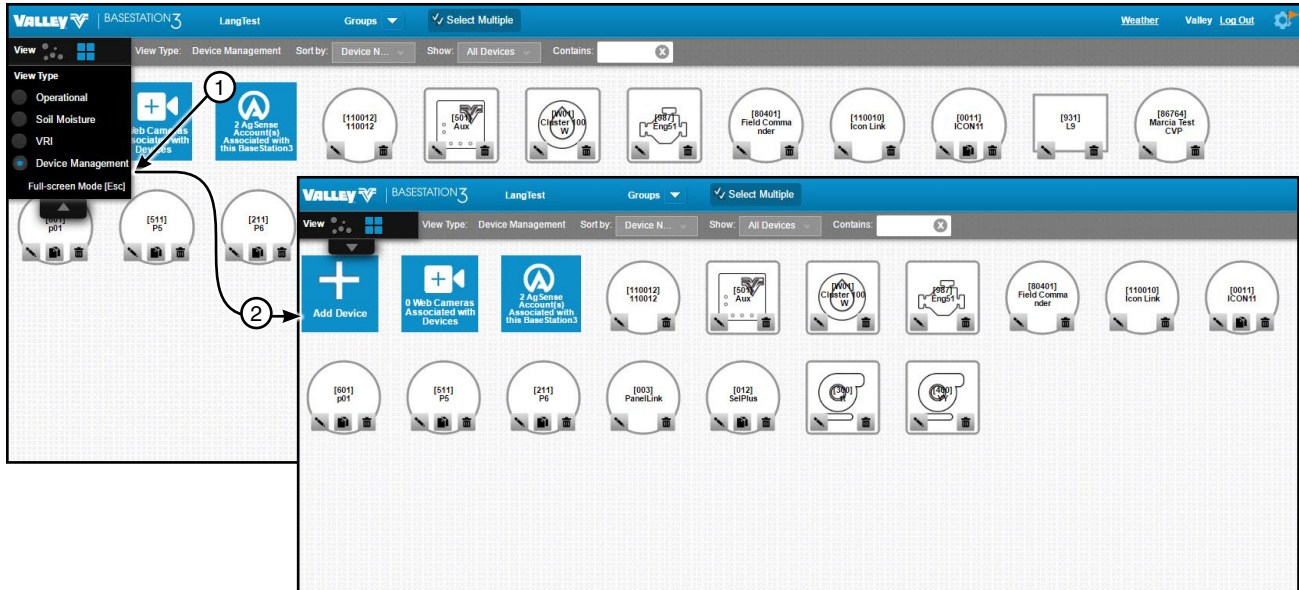 VALLEY | BASESTATION3 LangTest Groups Select Multiple Weather Valley Log Out
View View Type: Device Management Sort by: Device N... Show: All Devices Contains:
View Type
Operational
Soil Moisture
VRI
Device Management
Full-screen Mode [Esc]
1
Web Cameras
Associated with
Devices
2 AgSense
Account(s)
Associated with
this BaseStation3
[110012]
110012
[501]
Aux
[W01]
Cluster 100
W
[987]
Eng51
[80401]
Field Comma
nder
[110010]
Icon Link
[0011]
ICON11
[931]
L9
[86764]
Marcia Test
CVP
[601]
p01
[511]
P5
[211]
P6
2
VALLEY | BASESTATION3 LangTest Groups Select Multiple
View View Type: Device Management Sort by: Device N... Show: All Devices Contains:
Add Device
0 Web Cameras
Associated with
Devices
2 AgSense
Account(s)
Associated with
this BaseStation3
[110012]
110012
[501]
Aux
[W01]
Cluster 100
W
[987]
Eng51
[80401]
Field Comma
nder
[110010]
Icon Link
[0011]
ICON11
[601]
p01
[511]
P5
[211]
P6
[003]
PanelLink
[012]
SelPlus
[300]
[400]